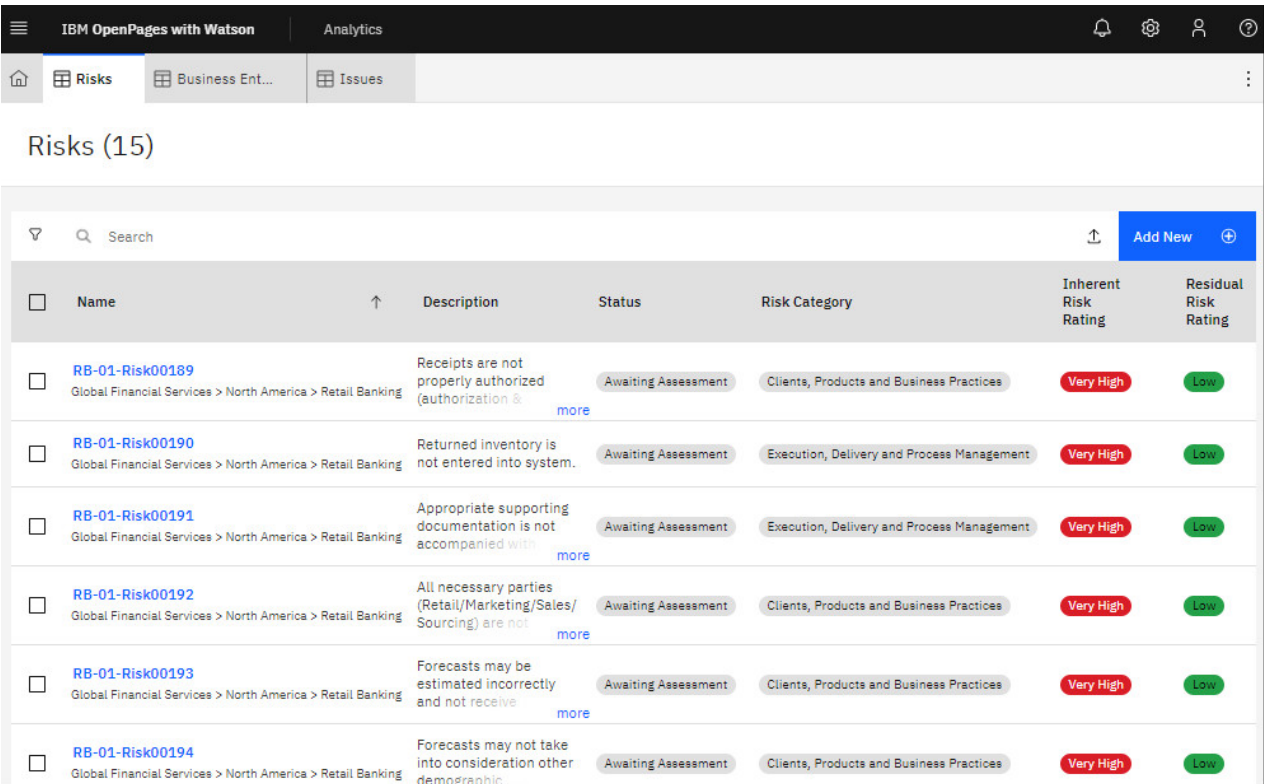 IBM OpenPages with Watson Analytics
Risks Business Ent... Issues
Risks (15)
Search Add New
Name Description Status Risk Category Inherent Risk Rating Residual Risk Rating
RB-01-Risk00189
Global Financial Services > North America > Retail Banking
Receipts are not
properly authorized
(authorization &
more
Awaiting Assessment
Clients, Products and Business Practices
Very High
Low
RB-01-Risk00190
Global Financial Services > North America > Retail Banking
Returned inventory is
not entered into system.
Awaiting Assessment
Execution, Delivery and Process Management
Very High
Low
RB-01-Risk00191
Global Financial Services > North America > Retail Banking
Appropriate supporting
documentation is not
accompanied with
more
Awaiting Assessment
Execution, Delivery and Process Management
Very High
Low
RB-01-Risk00192
Global Financial Services > North America > Retail Banking
All necessary parties
(Retail/Marketing/Sales/
Sourcing) are not
more
Awaiting Assessment
Clients, Products and Business Practices
Very High
Low
RB-01-Risk00193
Global Financial Services > North America > Retail Banking
Forecasts may be
estimated incorrectly
and not receive
more
Awaiting Assessment
Clients, Products and Business Practices
Very High
Low
RB-01-Risk00194
Global Financial Services > North America > Retail Banking
Forecasts may not take
into consideration other
demographic
Awaiting Assessment
Clients, Products and Business Practices
Very High
Low